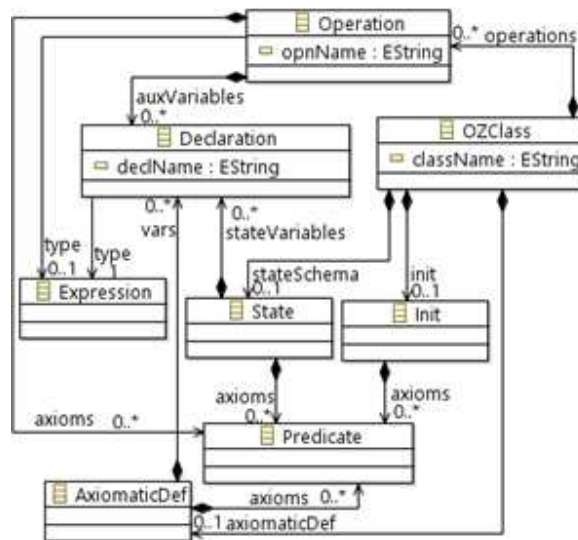 Operation
opnName : EString
0..* operations
auxVariables
0..*
Declaration
declName : EString
OZClass
className : EString
0..*
vars
0..*
stateVariables
type
0..1
type
1
stateSchema
0..1
init
0..1
Expression
State
Init
axioms
0..*
axioms
0..*
axioms 0..*
Predicate
AxiomaticDef
axioms 0..*
0..1 axiomaticDef